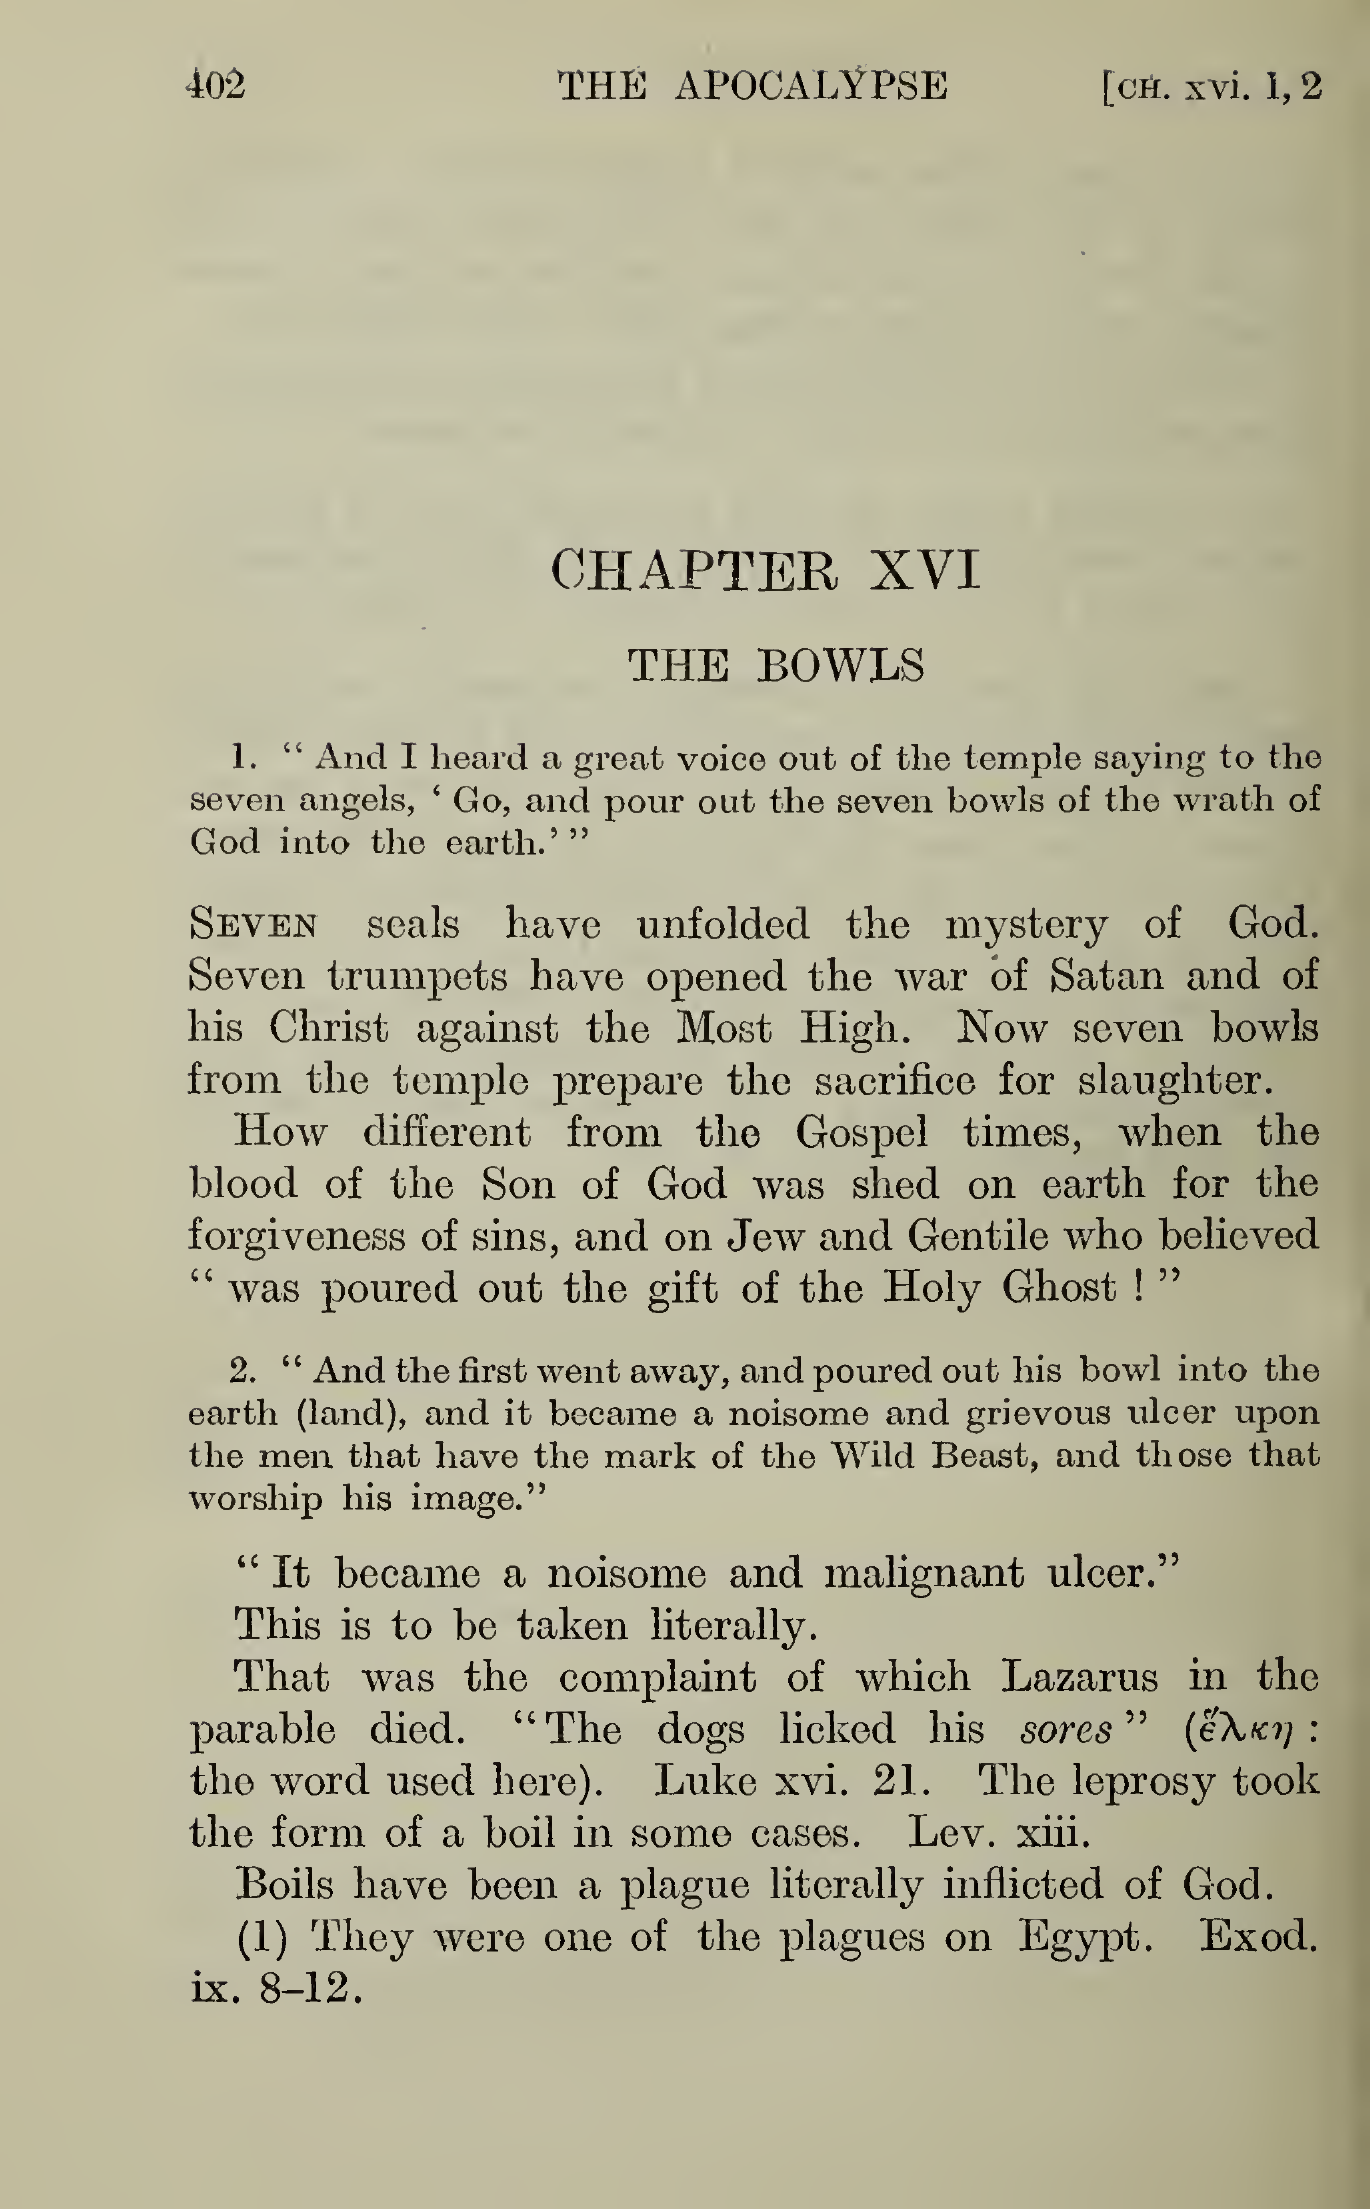 402 THE APOCALYPSE [CH. xvi. 1, 2
CHAPTER XVI
THE BOWLS
1. “ And I heard a great voice out of the temple saying to the
seven angels, ‘ Go, and pour out the seven bowls of the wrath of
God into the earth.’ ”
SEVEN seals have unfolded the mystery of God.
Seven trumpets have opened the war of Satan and of
his Christ against the Most High. Now seven bowls
from the temple prepare the sacrifice for slaughter.
How different from the Gospel times, when the
blood of the Son of God was shed on earth for the
forgiveness of sins, and on Jew and Gentile who believed
“ was poured out the gift of the Holy Ghost ! ”
2. “ And the first went away, and poured out his bowl into the
earth (land), and it became a noisome and grievous ulcer upon
the men that have the mark of the Wild Beast, and those that
worship his image.”
“ It became a noisome and malignant ulcer.”
This is to be taken literally.
That was the complaint of which Lazarus in the
parable died. “The dogs licked his sores ” (ἕλκη :
the word used here). Luke xvi. 21. The leprosy took
the form of a boil in some cases. Lev. xiii.
Boils have been a plague literally inflicted of God.
(1) They were one of the plagues on Egypt. Exod.
ix. 8–12.